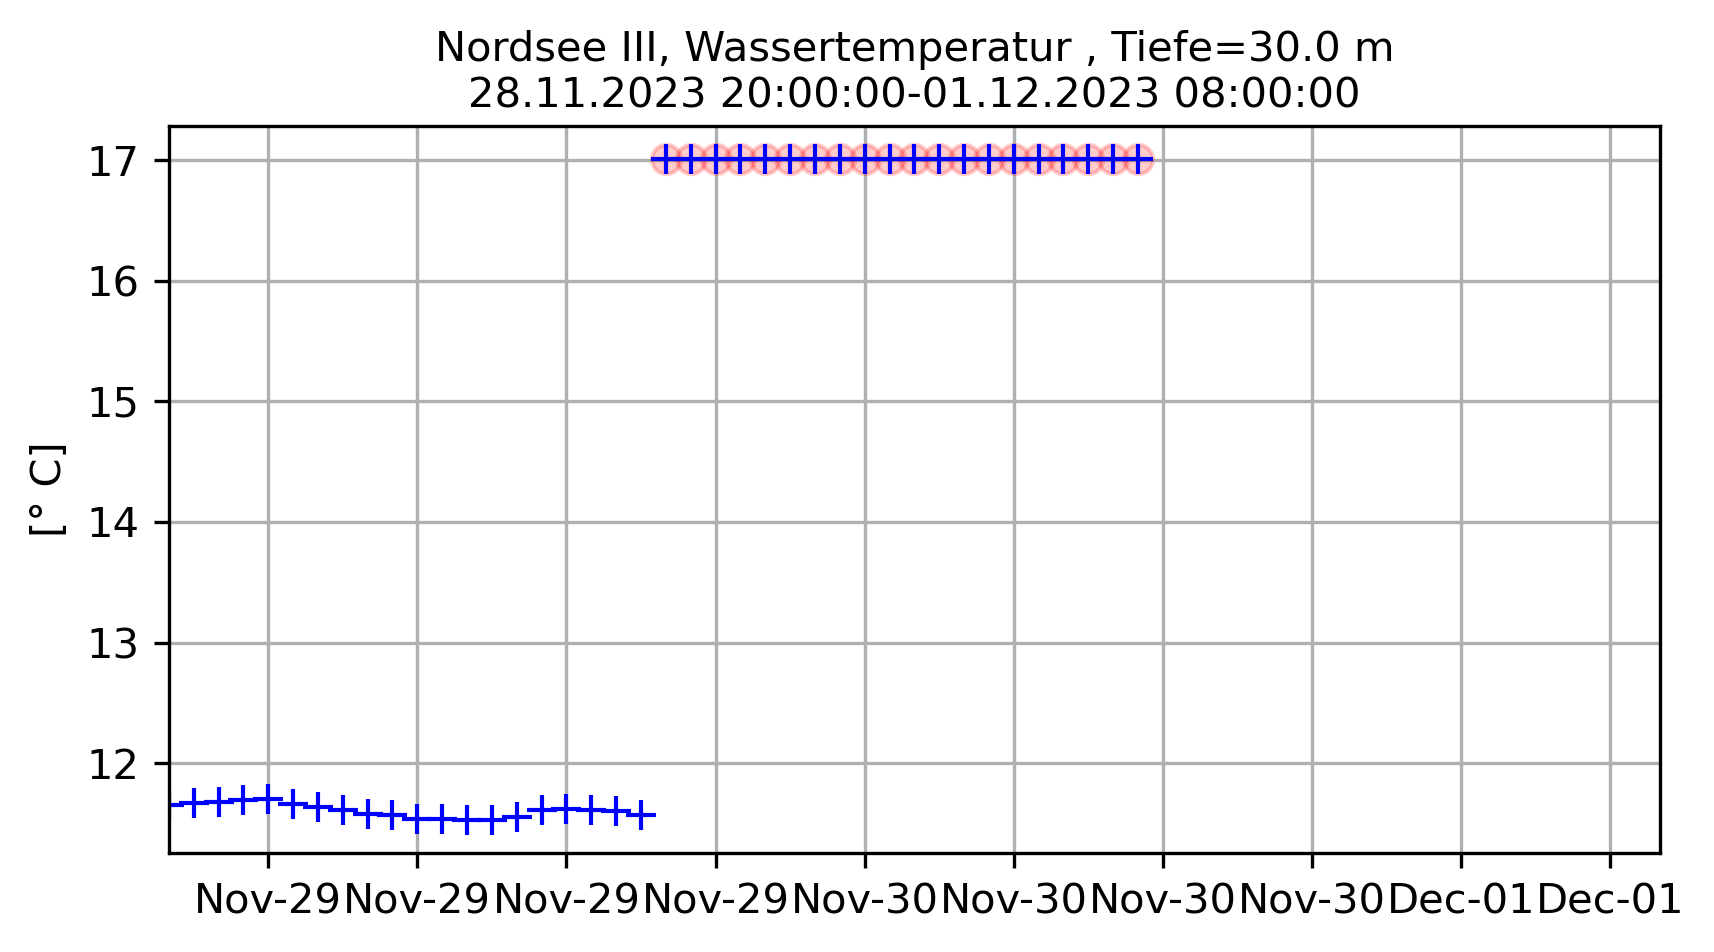 Nordsee III, Wassertemperatur , Tiefe=30.0 m
28.11.2023 20:00:00-01.12.2023 08:00:00
17
16
15
14
13
12
[° C]
Nov-29 Nov-29 Nov-29 Nov-29 Nov-30 Nov-30 Nov-30 Nov-30 Dec-01 Dec-01